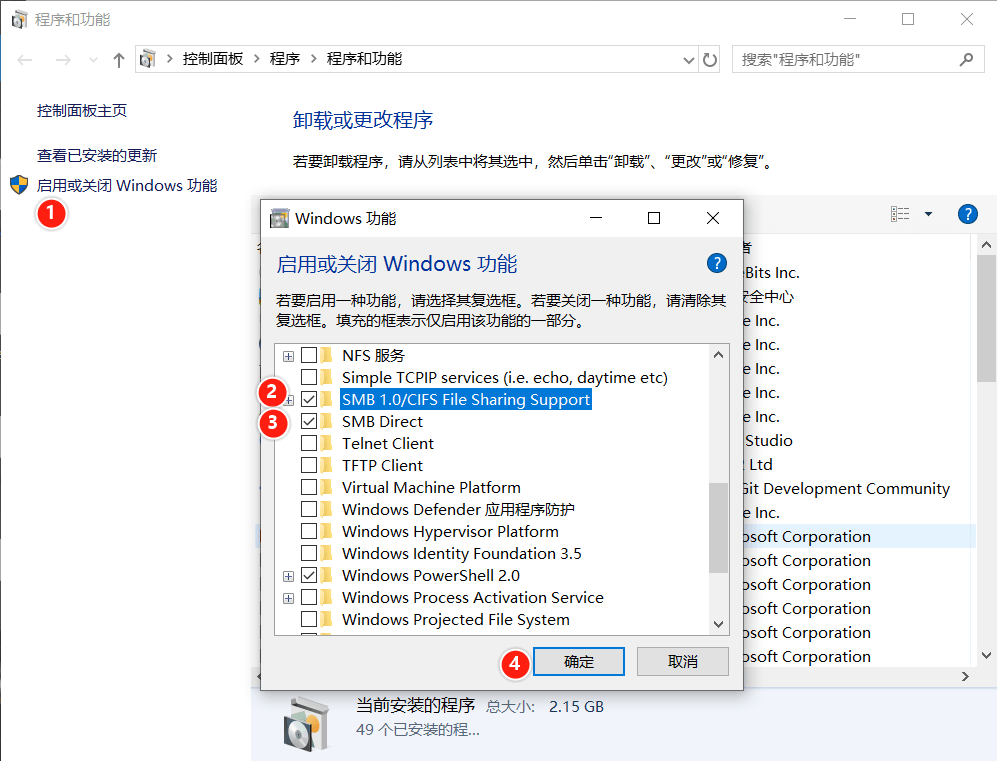 程序和功能
控制面板 > 程序 > 程序和功能
搜索"程序和功能"
控制面板主页
卸载或更改程序
查看已安装的更新
若要卸载程序，请从列表中将其选中，然后单击“卸载”、“更改”或“修复”。
启用或关闭 Windows 功能
1
Windows 功能
启用或关闭 Windows 功能
若要启用一种功能，请选择其复选框。若要关闭一种功能，请清除其
复选框。填充的框表示仅启用该功能的一部分。
NFS 服务
Simple TCPIP services (i.e. echo, daytime etc)
2
SMB 1.0/CIFS File Sharing Support
3
SMB Direct
Telnet Client
TFTP Client
Virtual Machine Platform
Windows Defender 应用程序防护
Windows Hypervisor Platform
Windows Identity Foundation 3.5
Windows PowerShell 2.0
Windows Process Activation Service
Windows Projected File System
4
确定
取消
者
eBits Inc.
安全中心
e Inc.
e Inc.
e Inc.
e Inc.
e Inc.
Studio
Ltd
Git Development Community
e Inc.
osoft Corporation
osoft Corporation
osoft Corporation
osoft Corporation
osoft Corporation
osoft Corporation
当前安装的程序 总大小: 2.15 GB
49 个已安装的程...